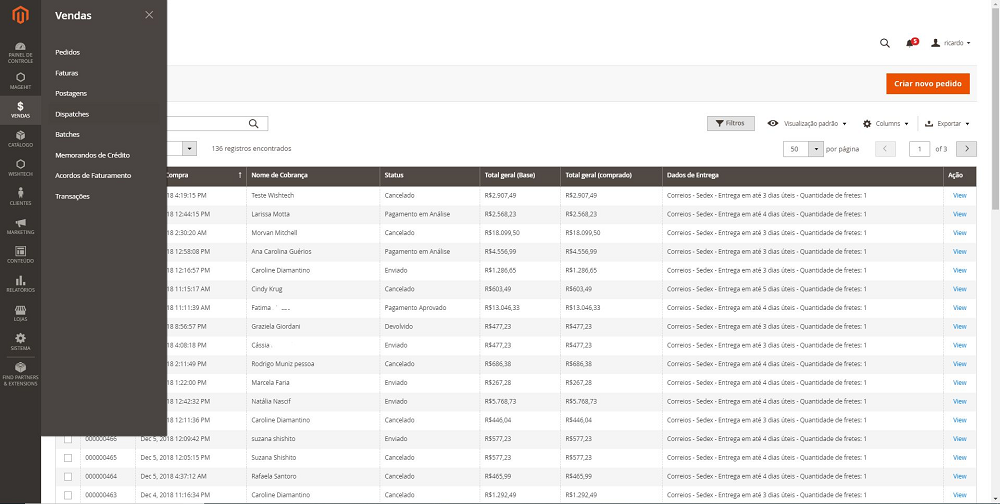 Vendas
Pedidos
Faturas
Postagens
Dispatches
Batches
Memorandos de Crédito
Acordos de Faturamento
Transações
PAINEL DE
CONTROLE
MAGEHIT
VENDAS
CATÁLOGO
WISHTECH
CLIENTES
MARKETING
CONTEÚDO
RELATÓRIOS
LOJAS
SISTEMA
FIND PARTNERS
& EXTENSIONS
5 ricardo
Criar novo pedido
Filtros Visualização padrão Columns Exportar
136 registros encontrados 50 por página 1 of 3
Compra Nome de Cobrança Status Total geral (Base) Total geral (comprado) Dados de Entrega Ação
18 4:19:15 PM Teste Wishtech Cancelado R$2.907,49 R$2.907,49 Correios - Sedex - Entrega em até 3 dias úteis - Quantidade de fretes: 1 View
18 12:44:15 PM Larissa Motta Pagamento em Análise R$2.568,23 R$2.568,23 Correios - Sedex - Entrega em até 4 dias úteis - Quantidade de fretes: 1 View
18 2:30:20 AM Morvan Mitchell Cancelado R$18.099,50 R$18.099,50 Correios - Sedex - Entrega em até 3 dias úteis - Quantidade de fretes: 1 View
18 12:58:08 PM Ana Carolina Guérios Pagamento em Análise R$4.556,99 R$4.556,99 Correios - Sedex - Entrega em até 3 dias úteis - Quantidade de fretes: 1 View
18 12:16:57 PM Caroline Diamantino Enviado R$1.286,65 R$1.286,65 Correios - Sedex - Entrega em até 3 dias úteis - Quantidade de fretes: 1 View
18 11:15:17 AM Cindy Krug Cancelado R$603,49 R$603,49 Correios - Sedex - Entrega em até 5 dias úteis - Quantidade de fretes: 1 View
18 11:11:39 AM Fatima Pagamento Aprovado R$13.046,33 R$13.046,33 Correios - Sedex - Entrega em até 4 dias úteis - Quantidade de fretes: 1 View
18 8:56:57 PM Graziela Giordani Devolvido R$477,23 R$477,23 Correios - Sedex - Entrega em até 3 dias úteis - Quantidade de fretes: 1 View
18 4:08:18 PM Cássia Enviado R$477,23 R$477,23 Correios - Sedex - Entrega em até 3 dias úteis - Quantidade de fretes: 1 View
18 2:11:49 PM Rodrigo Muniz pessoa Cancelado R$686,38 R$686,38 Correios - Sedex - Entrega em até 4 dias úteis - Quantidade de fretes: 1 View
18 1:22:00 PM Marcela Faria Enviado R$267,28 R$267,28 Correios - Sedex - Entrega em até 4 dias úteis - Quantidade de fretes: 1 View
18 12:42:32 PM Natália Nascif Enviado R$5.768,73 R$5.768,73 Correios - Sedex - Entrega em até 4 dias úteis - Quantidade de fretes: 1 View
18 12:11:36 PM Caroline Diamantino Cancelado R$446,04 R$446,04 Correios - Sedex - Entrega em até 3 dias úteis - Quantidade de fretes: 1 View
000000466 Dec 5, 2018 12:09:42 PM suzana shishito Enviado R$577,23 R$577,23 Correios - Sedex - Entrega em até 3 dias úteis - Quantidade de fretes: 1 View
000000465 Dec 5, 2018 12:05:15 PM Suzana Shishito Cancelado R$577,23 R$577,23 Correios - Sedex - Entrega em até 4 dias úteis - Quantidade de fretes: 1 View
000000464 Dec 5, 2018 4:37:12 AM Rafaela Santoro Cancelado R$465,99 R$465,99 Correios - Sedex - Entrega em até 4 dias úteis - Quantidade de fretes: 1 View
000000463 Dec 4, 2018 11:16:34 PM Caroline Diamantino Cancelado R$1.292,49 R$1.292,49 Correios - Sedex - Entrega em até 3 dias úteis - Quantidade de fretes: 1 View